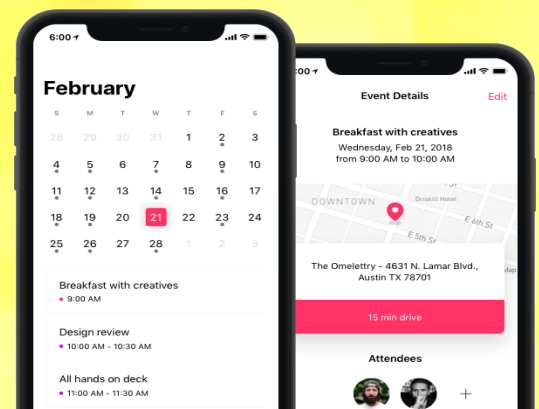 6:00
February
S M T W T F S
28 29 30 31 1 2 3
4 5 6 7 8 9 10
11 12 13 14 15 16 17
18 19 20 21 22 23 24
25 26 27 28 1 2 3
Breakfast with creatives
9:00 AM
Design review
10:00 AM - 10:30 AM
All hands on deck
11:00 AM - 11:30 AM
:00
Event Details
Edit
Breakfast with creatives
Wednesday, Feb 21, 2018
from 9:00 AM to 10:00 AM
DOWNTOWN
Driskill Hotel
E 6th St
E 5th St
Map
The Omelettry - 4631 N. Lamar Blvd.,
Austin TX 78701
15 min drive
Attendees